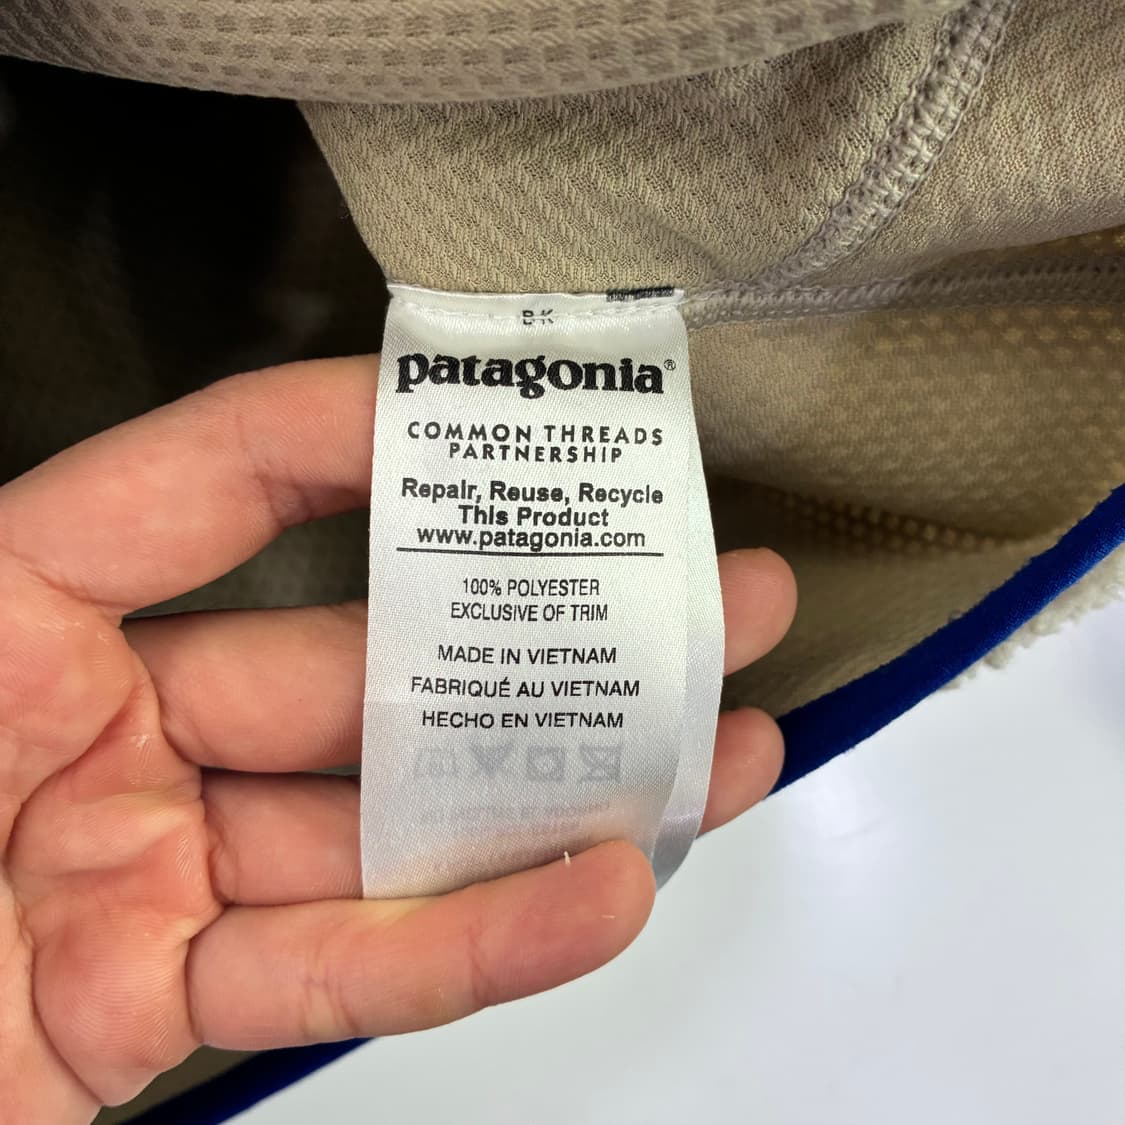 BK
patagonia®
COMMON THREADS
PARTNERSHIP
Repair, Reuse, Recycle
This Product
www.patagonia.com
100% POLYESTER
EXCLUSIVE OF TRIM
MADE IN VIETNAM
FABRIQUÉ AU VIETNAM
HECHO EN VIETNAM